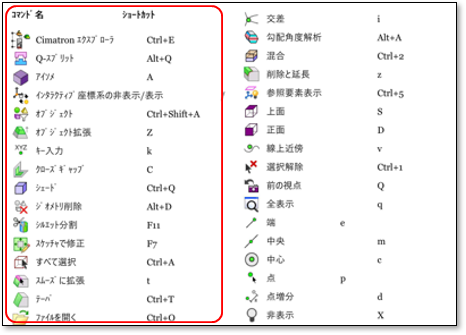 ｺﾏﾝﾄﾞ名 ｼｮｰﾄｶｯﾄ
Cimatron ｴｸｽﾌﾟﾛｰﾗ Ctrl+E
Q-ｽﾌﾟﾘｯﾄ Alt+Q
ｱｲｿﾒ A
ｲﾝﾀﾗｸﾃｨﾌﾞ座標系の非表示/表示
ｵﾌﾞｼﾞｪｸﾄ Ctrl+Shift+A
ｵﾌﾞｼﾞｪｸﾄ拡張 Z
XYZ ｷｰ入力 k
ｸﾛｰｽﾞｷﾞｬｯﾌﾟ C
ｼｪｰﾄﾞ Ctrl+Q
ｼﾞｵﾒﾄﾘ削除 Alt+D
ｼﾙｴｯﾄ分割 F11
ｽｹｯﾁｬで修正 F7
すべて選択 Ctrl+A
ｽﾑｰｽﾞに拡張 t
ﾃｰﾊﾟ Ctrl+T
ﾌｧｲﾙを開く Ctrl+O
交差 i
勾配角度解析 Alt+A
混合 Ctrl+2
削除と延長 z
参照要素表示 Ctrl+5
上面 S
正面 D
線上近傍 v
選択解除 Ctrl+1
前の視点 Q
全表示 q
端 e
中央 m
中心 c
点 p
点増分 d
非表示 X